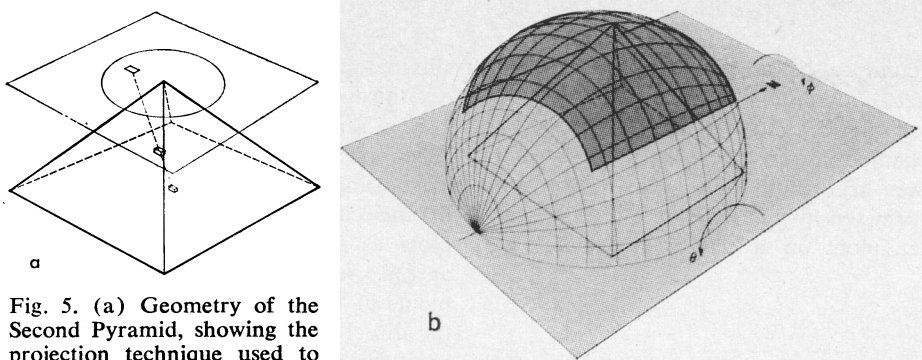 a
Fig. 5. (a) Geometry of the
Second Pyramid, showing the
projection technique used to
b
N
ϕ
θ